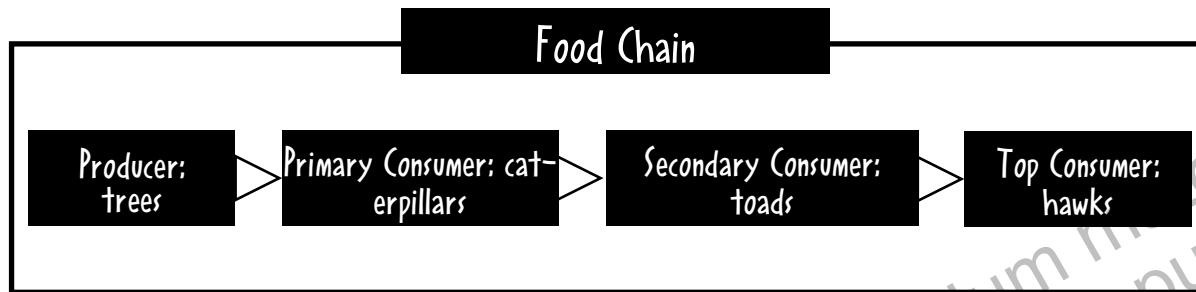 Food Chain
Producer:
trees
Primary Consumer: cat-
erpillars
Secondary Consumer:
toads
Top Consumer:
hawks